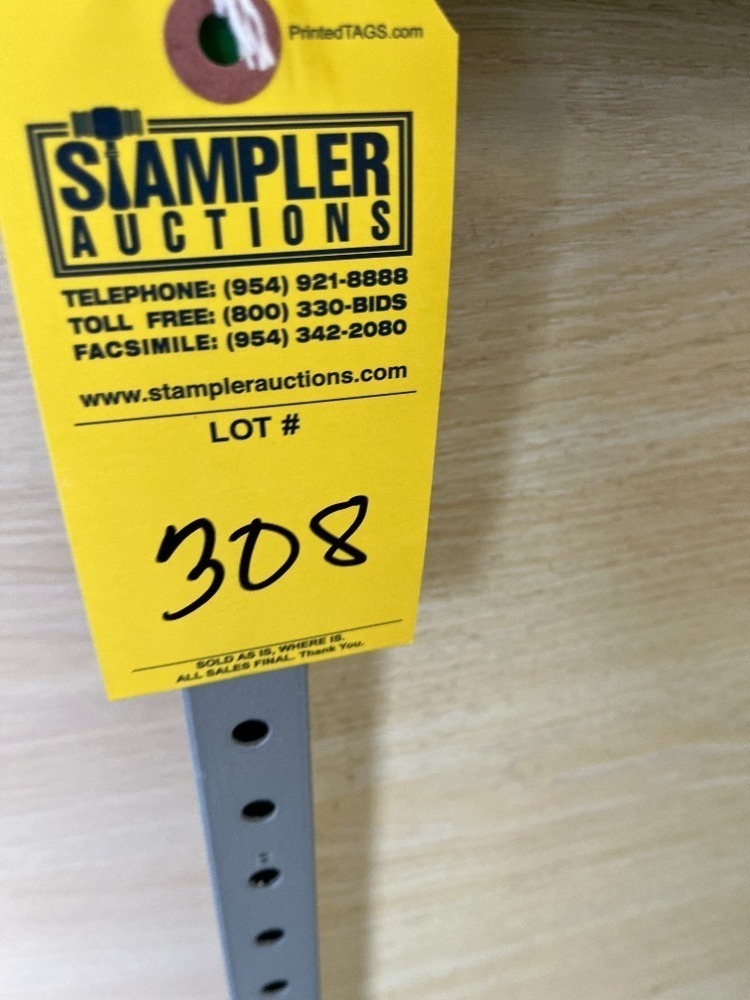 PrintedTAGS.com
STAMPLER
AUCTIONS
TELEPHONE: (954) 921-8888
TOLL FREE: (800) 330-BIDS
FACSIMILE: (954) 342-2080
www.stamplerauctions.com
LOT #
308
SOLD AS IS, WHERE IS.
ALL SALES FINAL. Thank You.